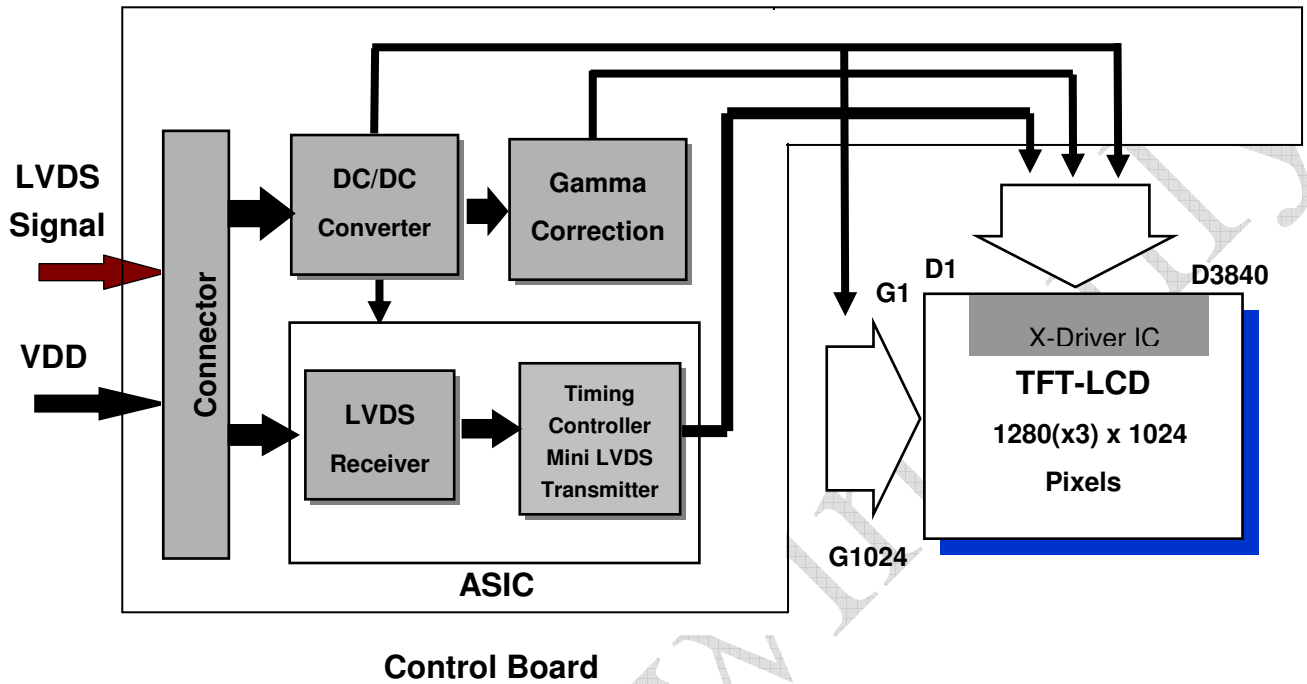 LVDS
Signal
VDD
Connector
DC/DC
Converter
Gamma
Correction
LVDS
Receiver
Timing
Controller
Mini LVDS
Transmitter
ASIC
Control Board
D1
D3840
G1
G1024
X-Driver IC
TFT-LCD
1280(x3) x 1024
Pixels